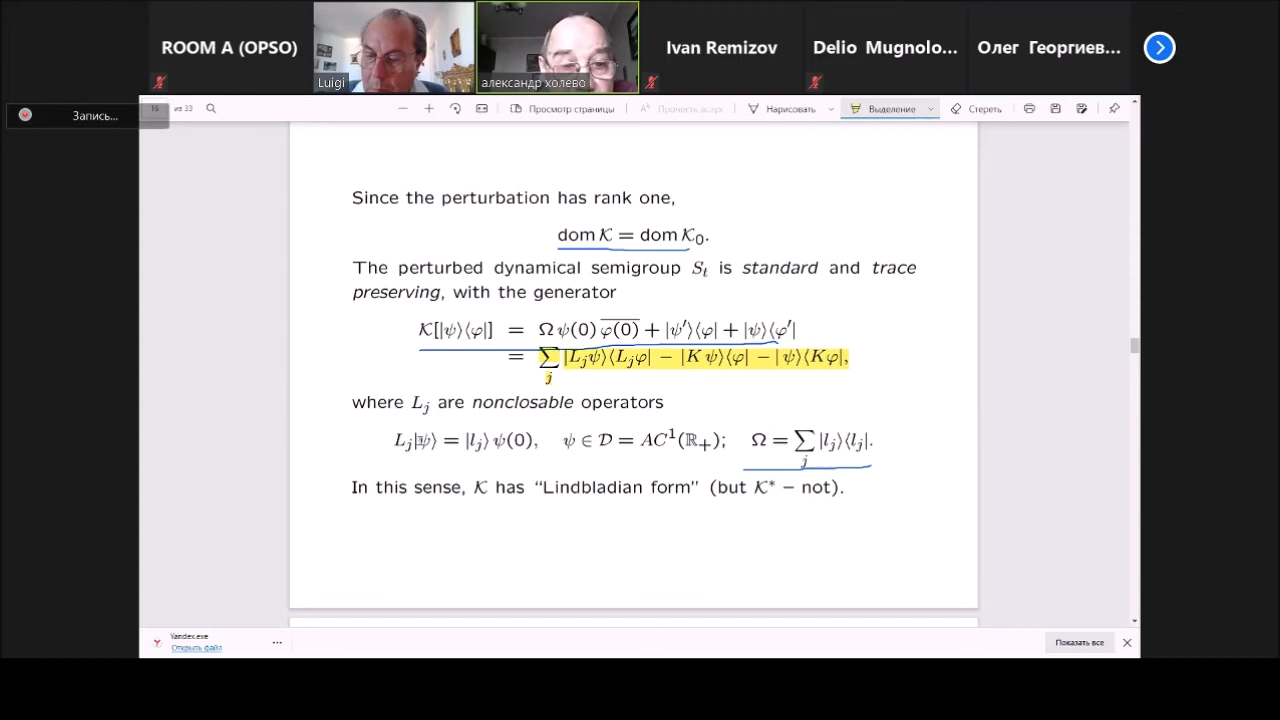 ROOM A (OPSO)
Luigi
александр холево
Ivan Remizov
Delio Mugnolo...
Олег Георгиев...
Запись...
16 из 33
Просмотр страницы
Прочесть вслух
Нарисовать
Выделение
Стереть
Since the perturbation has rank one,
dom 𝒦 = dom 𝒦₀.
The perturbed dynamical semigroup Sₜ is standard and trace
preserving, with the generator
𝒦[|ψ⟩⟨φ|] = Ω ψ(0) \overline{φ(0)} + |ψ′⟩⟨φ| + |ψ⟩⟨φ′|
= ∑_j |L_jψ⟩⟨L_jφ| − |K ψ⟩⟨φ| − | ψ⟩⟨Kφ|,
where L_j are nonclosable operators
L_j|ψ⟩ = |l_j⟩ ψ(0), ψ ∈ 𝒟 = AC¹(ℝ₊); Ω = ∑_j |l_j⟩⟨l_j|.
In this sense, 𝒦 has “Lindbladian form” (but 𝒦* – not).
Yandex.exe
Открыть файл
...
Показать все